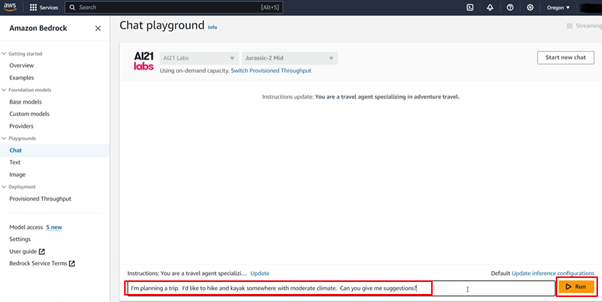 aws
Services
Search
[Alt+S]
Oregon
Amazon Bedrock
Getting started
Overview
Examples
Foundation models
Base models
Custom models
Providers
Playgrounds
Chat
Text
Image
Deployment
Provisioned Throughput
Model access 5 new
Settings
User guide
Bedrock Service Terms
Chat playground Info
Streaming
AI21 labs
AI21 Labs
Jurassic-2 Mid
Start new chat
Using on-demand capacity. Switch Provisioned Throughput
Instructions update: You are a travel agent specializing in adventure travel.
Instructions: You are a travel agent specializi... Update
Default Update inference configurations
I'm planning a trip. I'd like to hike and kayak somewhere with moderate climate. Can you give me suggestions?
Run